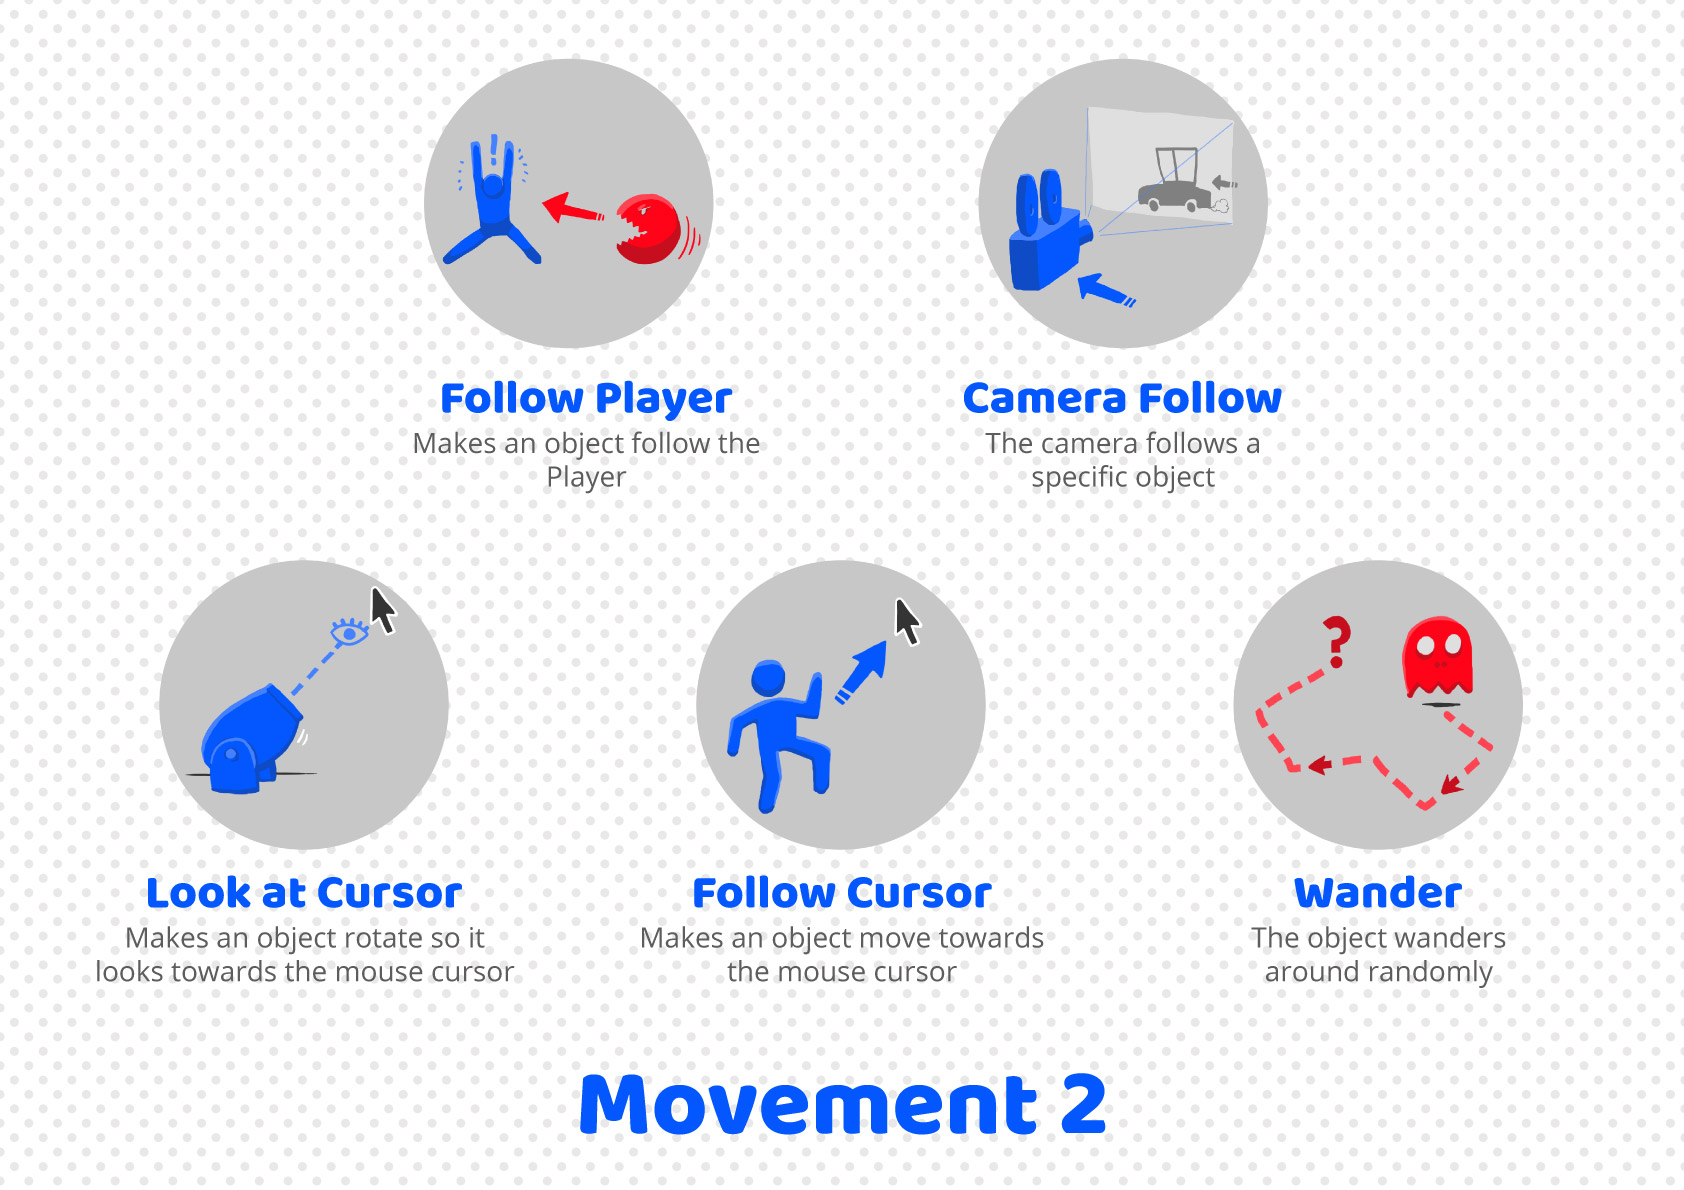 Follow Player
Makes an object follow the
Player
Camera Follow
The camera follows a
specific object
Look at Cursor
Makes an object rotate so it
looks towards the mouse cursor
Follow Cursor
Makes an object move towards
the mouse cursor
?
Wander
The object wanders
around randomly
Movement 2